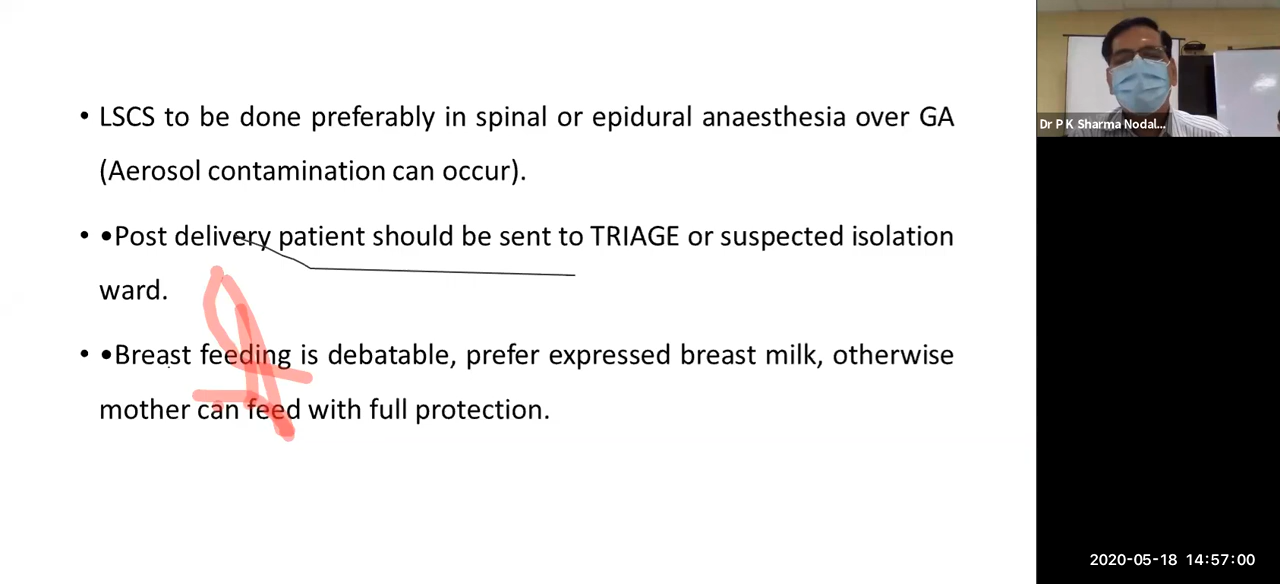 • LSCS to be done preferably in spinal or epidural anaesthesia over GA
(Aerosol contamination can occur).
• •Post delivery patient should be sent to TRIAGE or suspected isolation
ward.
• •Breast feeding is debatable, prefer expressed breast milk, otherwise
mother can feed with full protection.
Dr P K Sharma Nodal...
2020-05-18 14:57:00